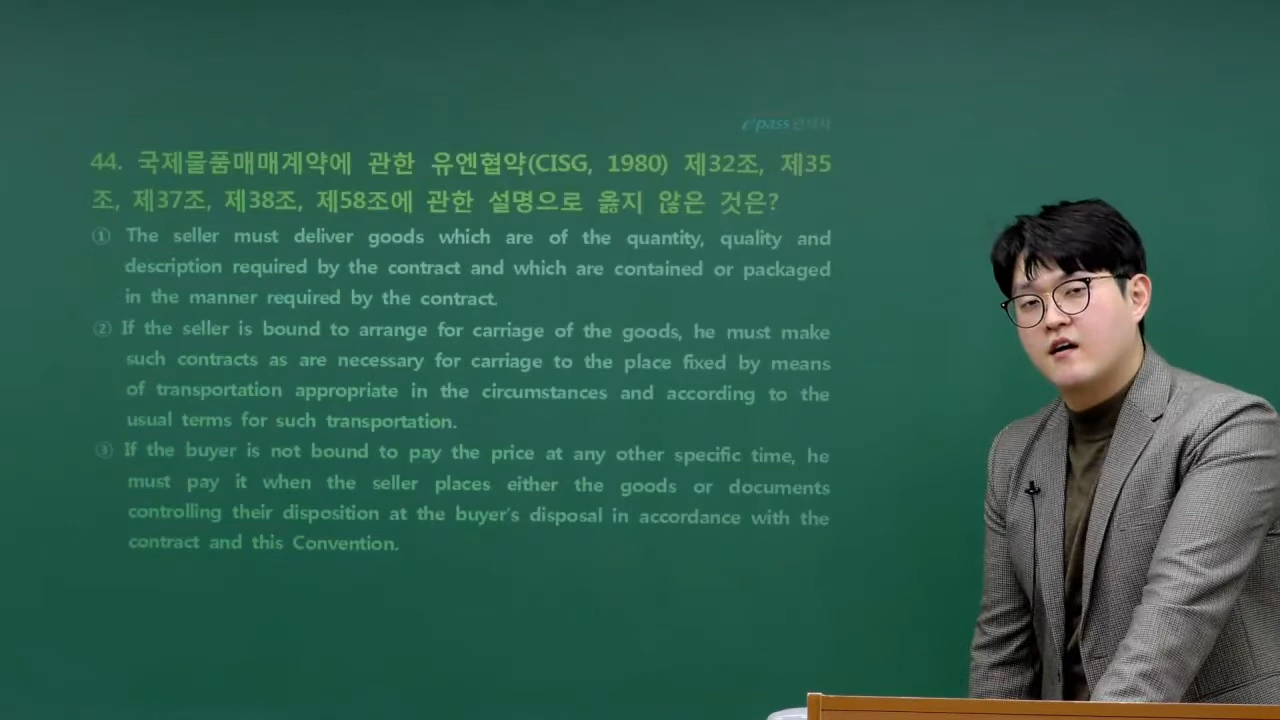 e'pass관세사
44. 국제물품매매계약에 관한 유엔협약(CISG, 1980) 제32조, 제35
조, 제37조, 제38조, 제58조에 관한 설명으로 옳지 않은 것은?
① The seller must deliver goods which are of the quantity, quality and
description required by the contract and which are contained or packaged
in the manner required by the contract.
② If the seller is bound to arrange for carriage of the goods, he must make
such contracts as are necessary for carriage to the place fixed by means
of transportation appropriate in the circumstances and according to the
usual terms for such transportation.
③ If the buyer is not bound to pay the price at any other specific time, he
must pay it when the seller places either the goods or documents
controlling their disposition at the buyer's disposal in accordance with the
contract and this Convention.